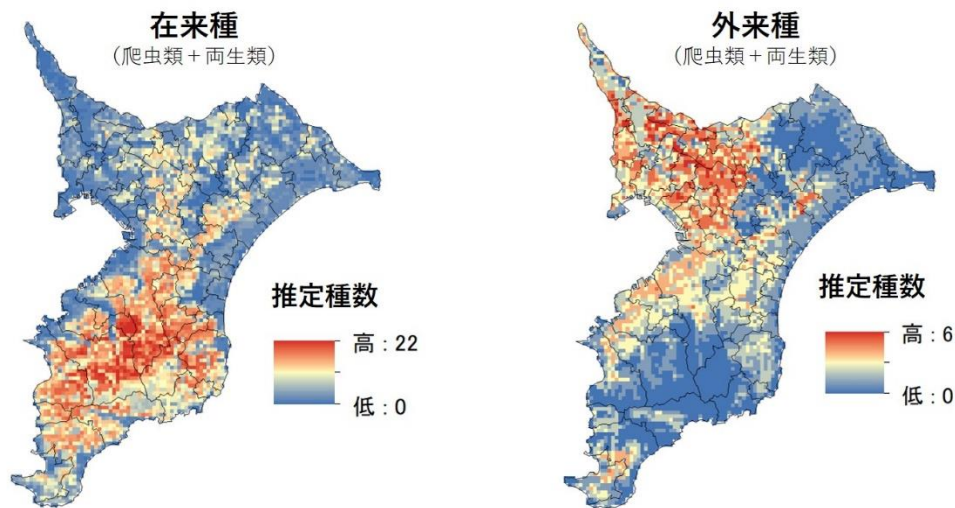 在来種
（爬虫類＋両生類）
推定種数
高：22
低：0
外来種
（爬虫類＋両生類）
推定種数
高：6
低：0